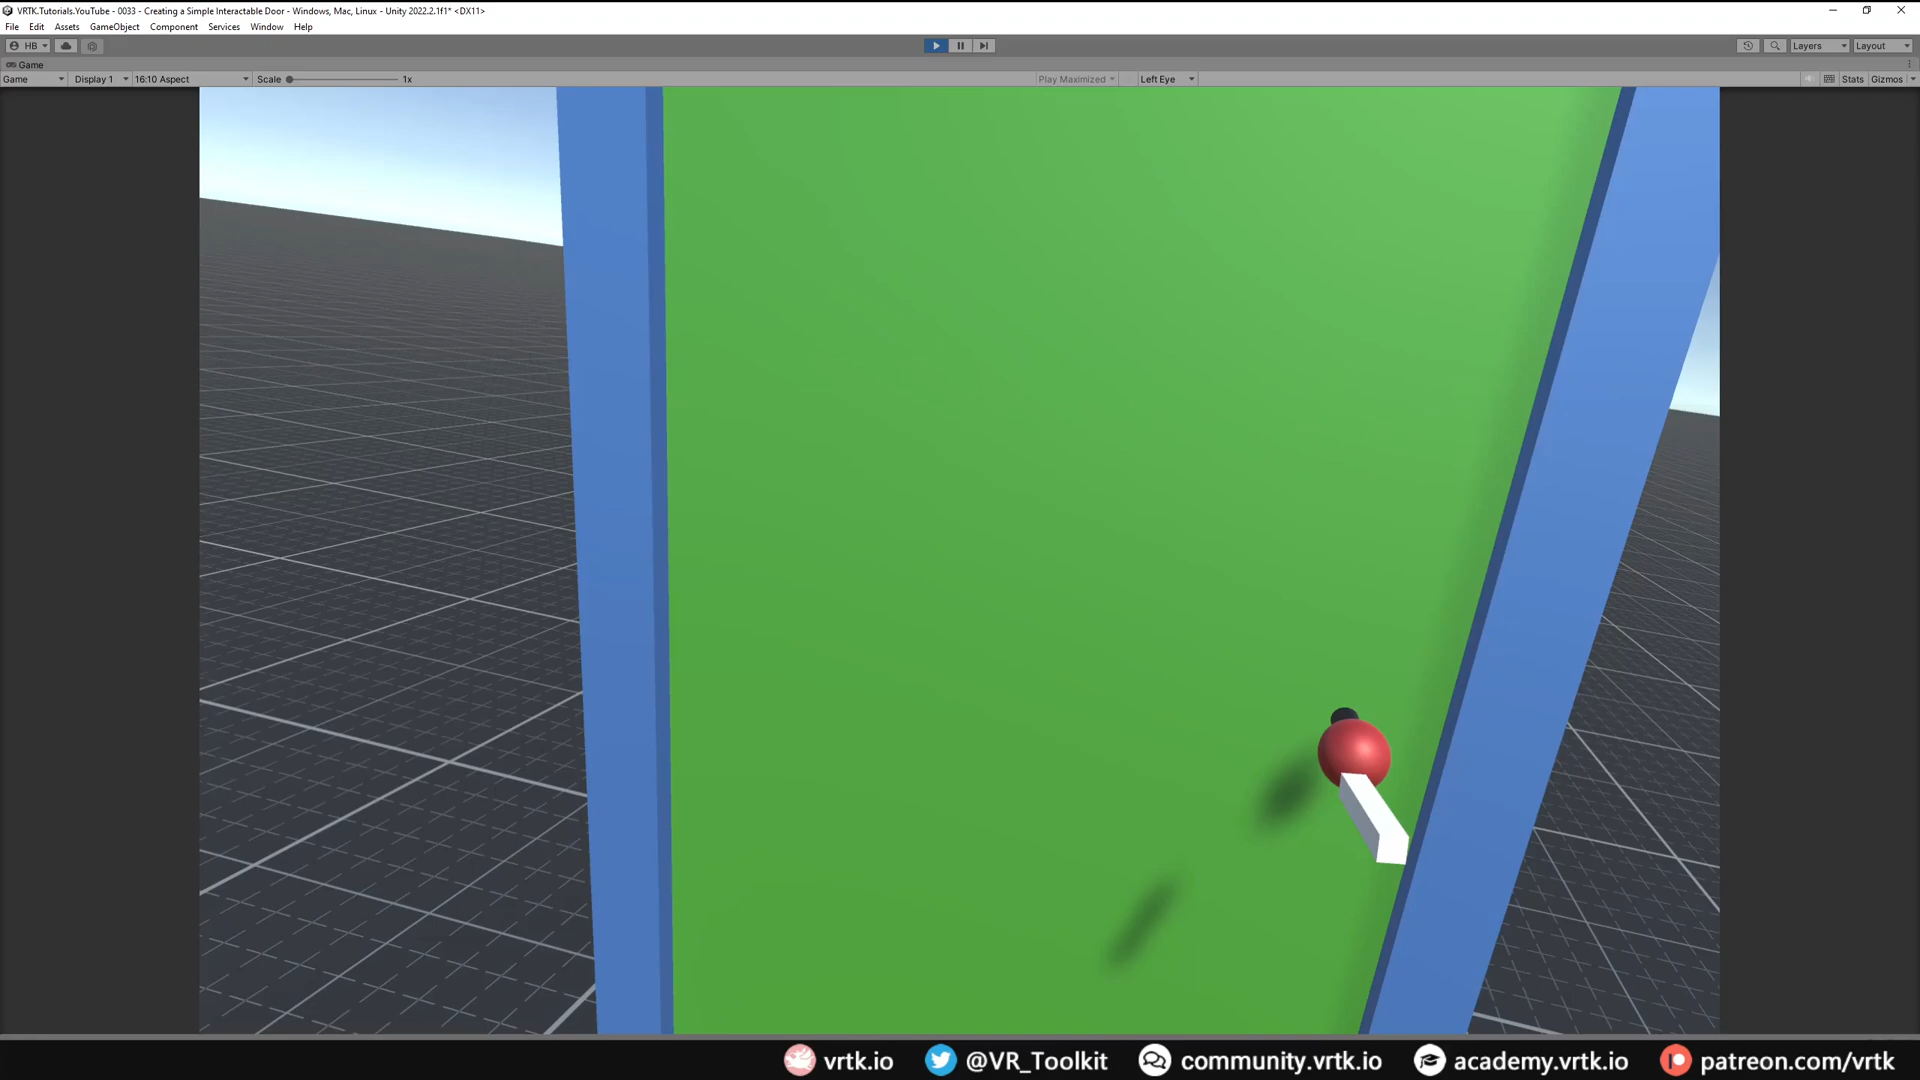 VRTK.Tutorials.YouTube - 0033 - Creating a Simple Interactable Door - Windows, Mac, Linux - Unity 2022.2.1f1* <DX11>
File Edit Assets GameObject Component Services Window Help
HB Layers Layout
Game
Game Display 1 16:10 Aspect Scale 1x Play Maximized Left Eye Stats Gizmos
vrtk.io @VR_Toolkit community.vrtk.io academy.vrtk.io patreon.com/vrtk